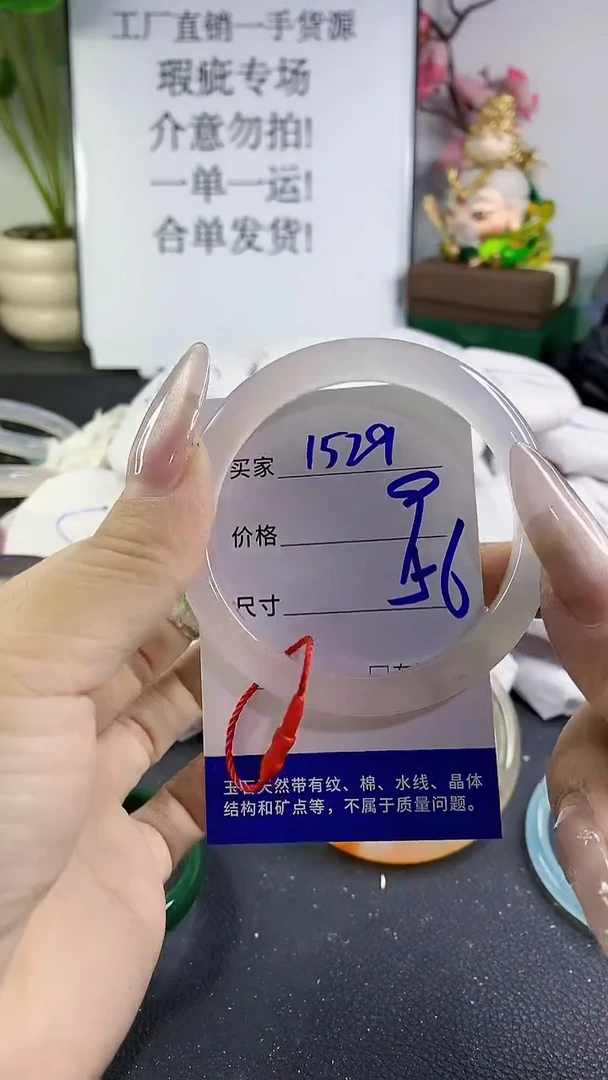 工厂直销一手货源
瑕疵专场
介意勿拍!
一单一运!
合单发货!
买家 1529
价格
尺寸 56
玉石天然带有纹、棉、水线、晶体
结构和矿点等，不属于质量问题。